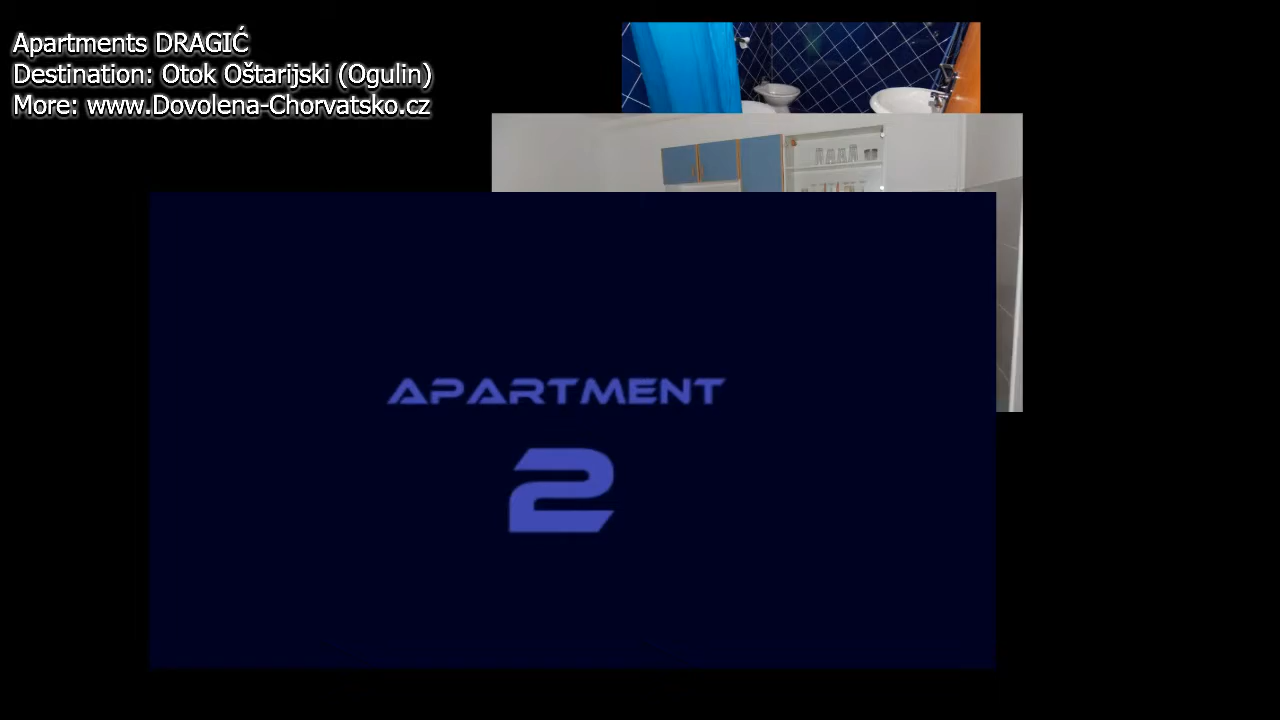 Apartments DRAGIĆ
Destination: Otok Oštarijski (Ogulin)
More: www.Dovolena-Chorvatsko.cz
APARTMENT
2